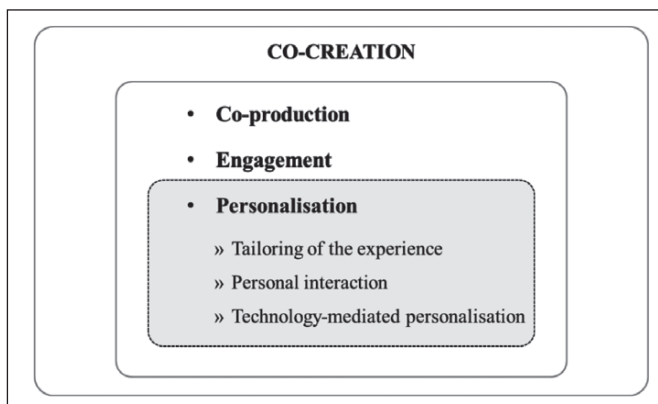 CO-CREATION
• Co-production
• Engagement
• Personalisation
» Tailoring of the experience
» Personal interaction
» Technology-mediated personalisation